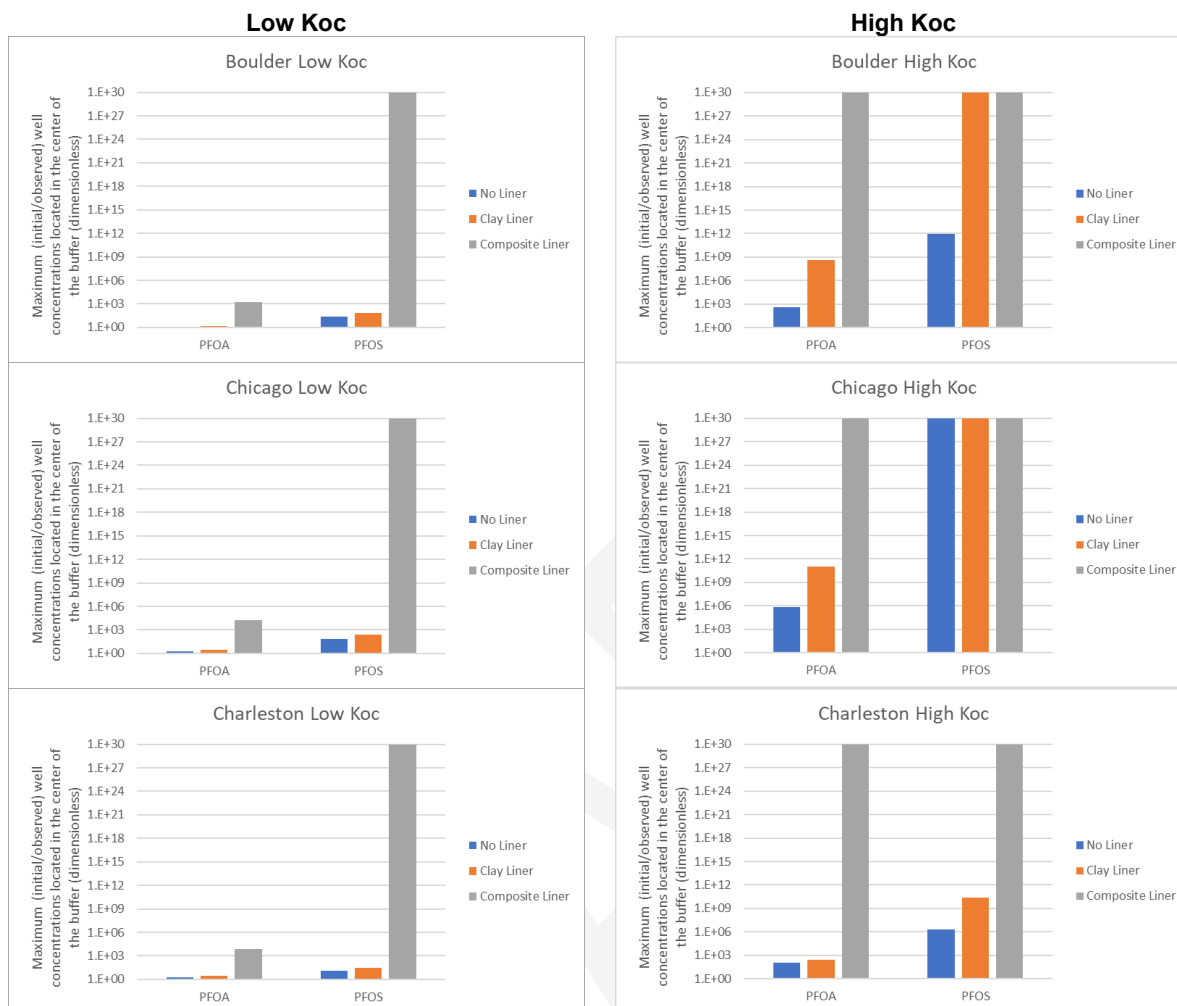 Low Koc
High Koc
Boulder Low Koc
Maximum (initial/observed) well
concentrations located in the center of
the buffer (dimensionless)
1.E+30
1.E+27
1.E+24
1.E+21
1.E+18
1.E+15
1.E+12
1.E+09
1.E+06
1.E+03
1.E+00
PFOA
PFOS
No Liner
Clay Liner
Composite Liner
Boulder High Koc
Maximum (initial/observed) well
concentrations located in the center of
the buffer (dimensionless)
1.E+30
1.E+27
1.E+24
1.E+21
1.E+18
1.E+15
1.E+12
1.E+09
1.E+06
1.E+03
1.E+00
PFOA
PFOS
No Liner
Clay Liner
Composite Liner
Chicago Low Koc
Maximum (initial/observed) well
concentrations located in the center of
the buffer (dimensionless)
1.E+30
1.E+27
1.E+24
1.E+21
1.E+18
1.E+15
1.E+12
1.E+09
1.E+06
1.E+03
1.E+00
PFOA
PFOS
No Liner
Clay Liner
Composite Liner
Chicago High Koc
Maximum (initial/observed) well
concentrations located in the center of
the buffer (dimensionless)
1.E+30
1.E+27
1.E+24
1.E+21
1.E+18
1.E+15
1.E+12
1.E+09
1.E+06
1.E+03
1.E+00
PFOA
PFOS
No Liner
Clay Liner
Composite Liner
Charleston Low Koc
Maximum (initial/observed) well
concentrations located in the center of
the buffer (dimensionless)
1.E+30
1.E+27
1.E+24
1.E+21
1.E+18
1.E+15
1.E+12
1.E+09
1.E+06
1.E+03
1.E+00
PFOA
PFOS
No Liner
Clay Liner
Composite Liner
Charleston High Koc
Maximum (initial/observed) well
concentrations located in the center of
the buffer (dimensionless)
1.E+30
1.E+27
1.E+24
1.E+21
1.E+18
1.E+15
1.E+12
1.E+09
1.E+06
1.E+03
1.E+00
PFOA
PFOS
No Liner
Clay Liner
Composite Liner